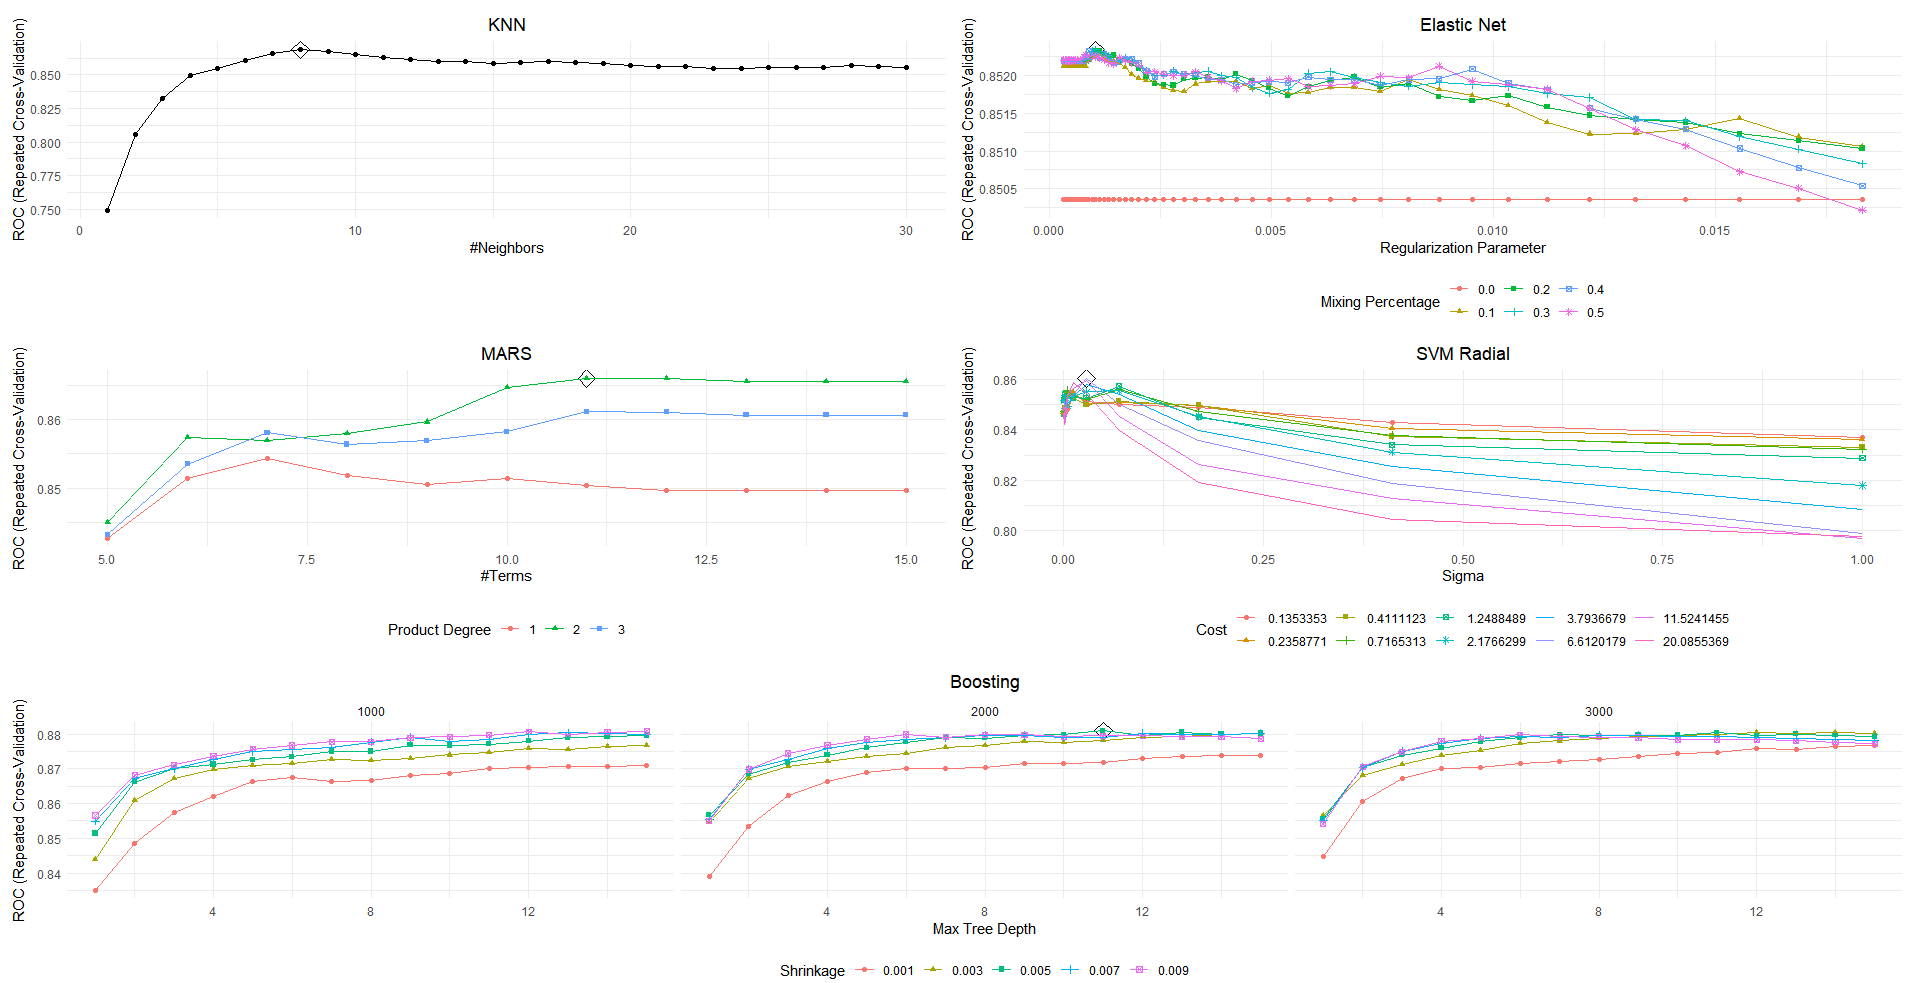 KNN
ROC (Repeated Cross-Validation)
0.850
0.825
0.800
0.775
0.750
0 10 20 30
#Neighbors
Elastic Net
ROC (Repeated Cross-Validation)
0.8520
0.8515
0.8510
0.8505
0.000 0.005 0.010 0.015
Regularization Parameter
Mixing Percentage 0.0 0.2 0.4
0.1 0.3 0.5
MARS
ROC (Repeated Cross-Validation)
0.86
0.85
5.0 7.5 10.0 12.5 15.0
#Terms
Product Degree 1 2 3
SVM Radial
ROC (Repeated Cross-Validation)
0.86
0.84
0.82
0.80
0.00 0.25 0.50 0.75 1.00
Sigma
Cost 0.1353353 0.4111123 1.2488489 3.7936679 11.5241455
0.2358771 0.7165313 2.1766299 6.6120179 20.0855369
Boosting
1000 2000 3000
ROC (Repeated Cross-Validation)
0.88
0.87
0.86
0.85
0.84
4 8 12 4 8 12 4 8 12
Max Tree Depth
Shrinkage 0.001 0.003 0.005 0.007 0.009